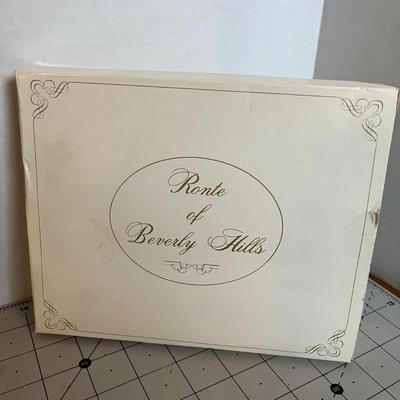 Ronte
of
Beverly Hills